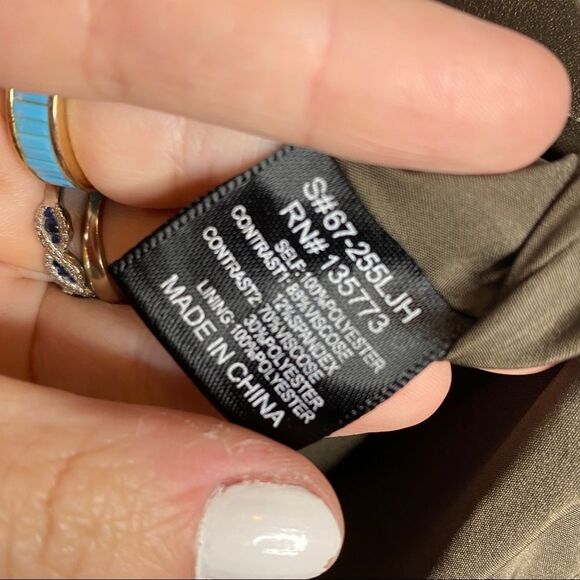 S#67-255LJH
RN# 135773
SELF: 100%POLYESTER
CONTRAST1: 88%VISCOSE
12%SPANDEX
CONTRAST2: 70%VISCOSE
30%POLYESTER
LINING: 100%POLYESTER
MADE IN CHINA